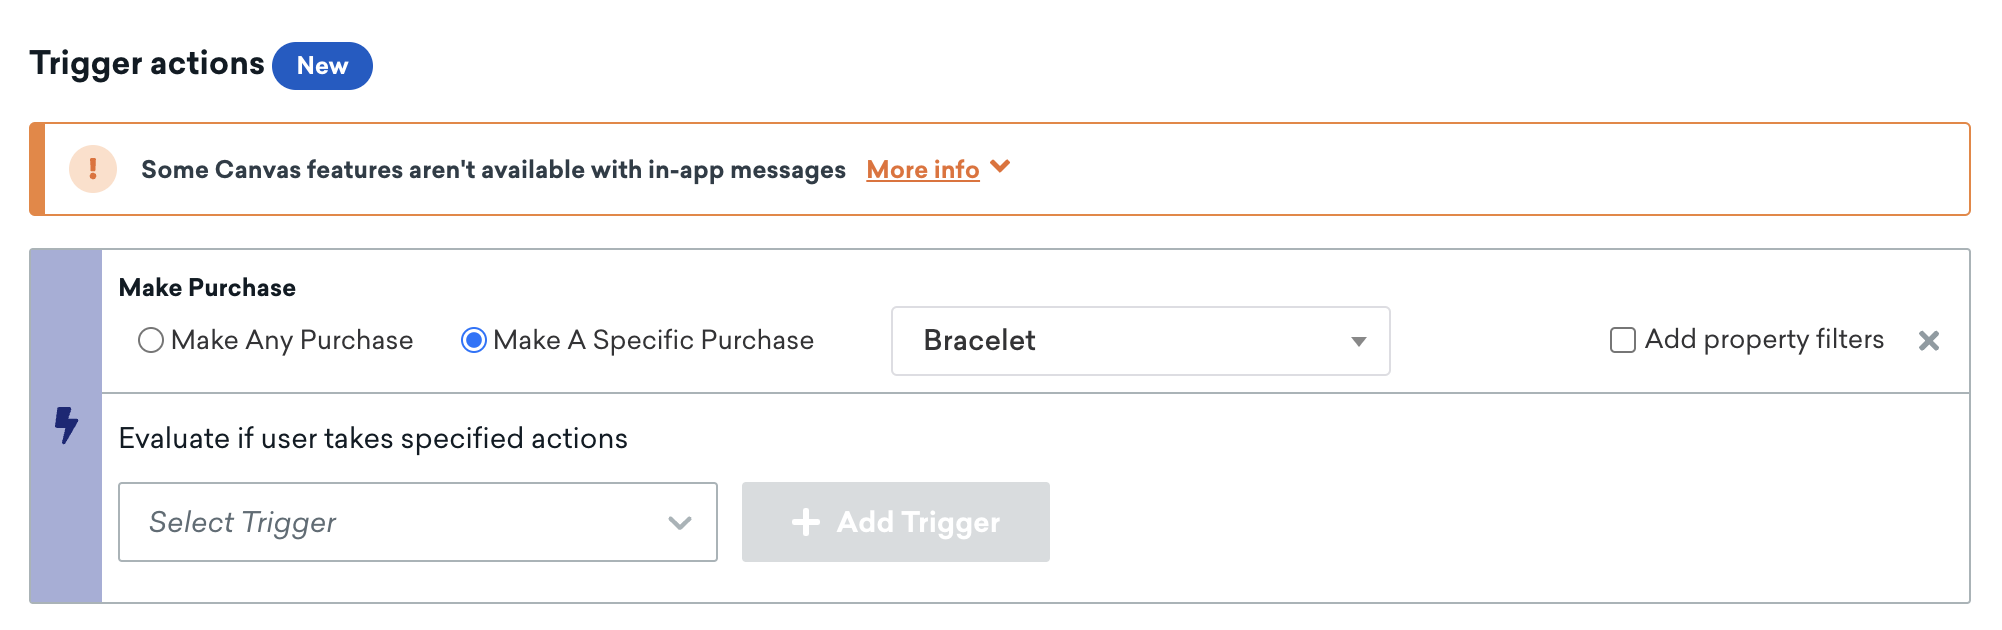 Trigger actions New
! Some Canvas features aren't available with in-app messages More info
Make Purchase
Make Any Purchase Make A Specific Purchase Bracelet Add property filters
Evaluate if user takes specified actions
Select Trigger + Add Trigger